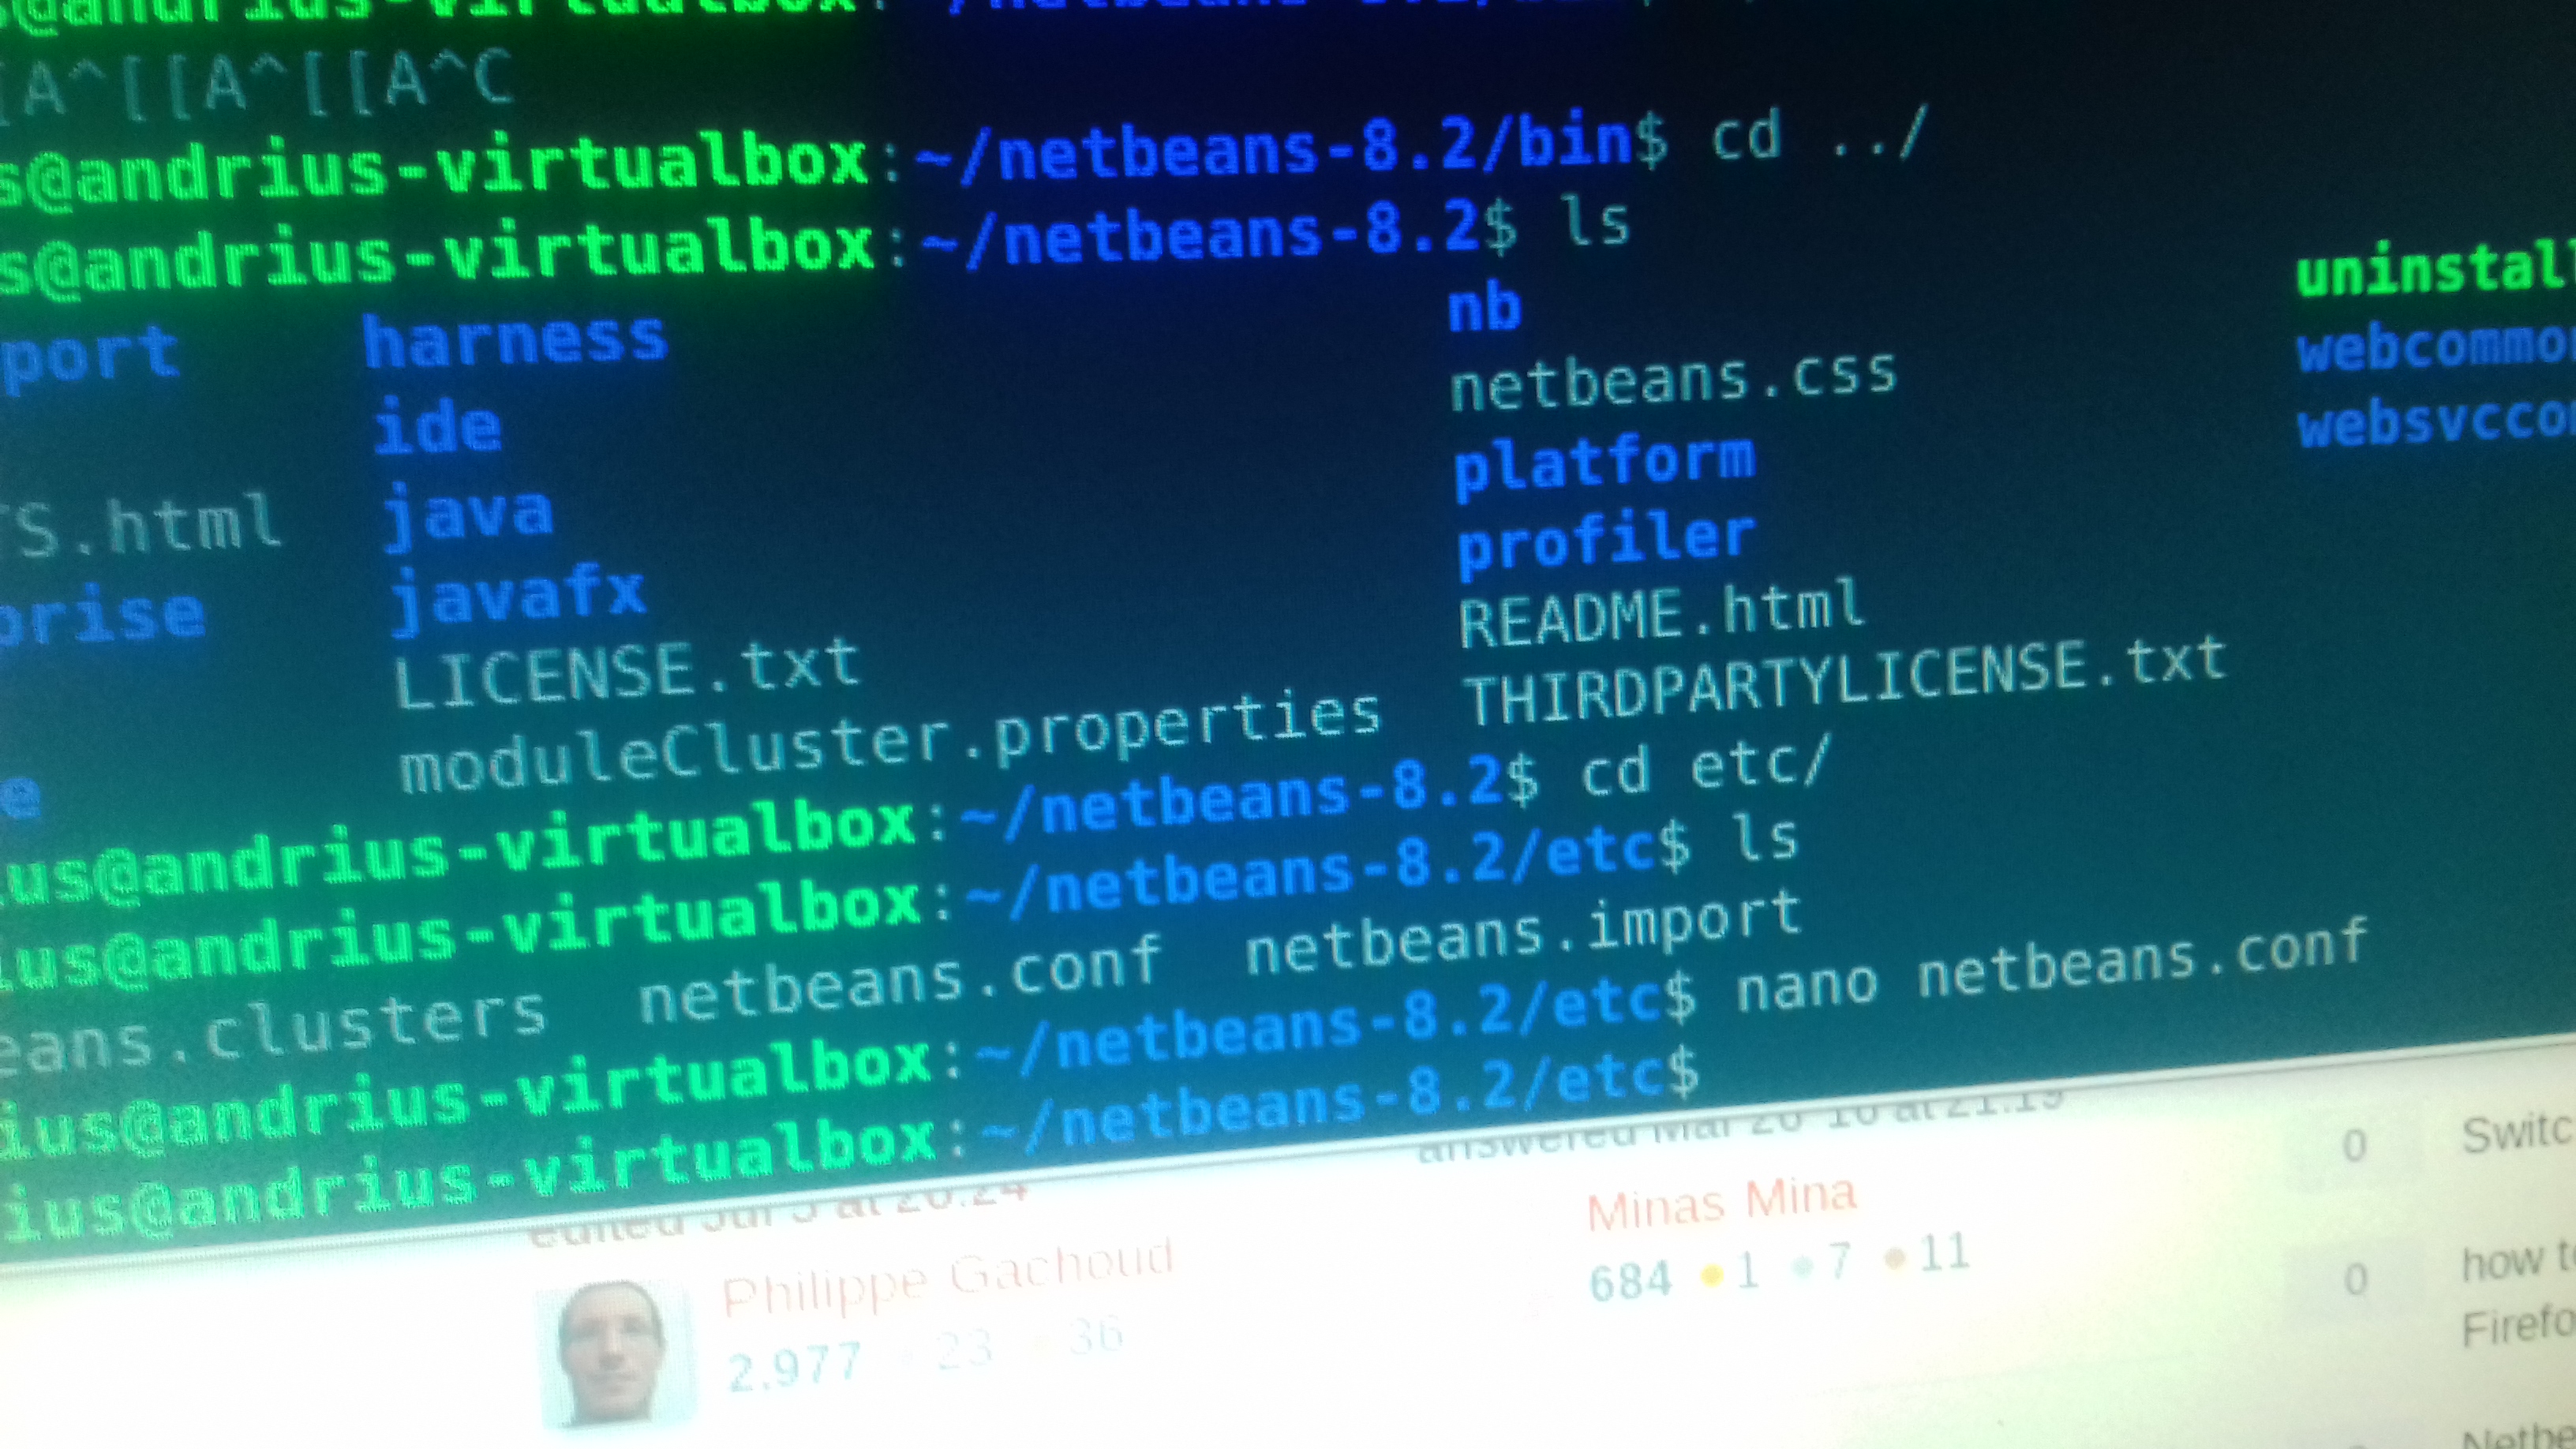 s@andrius-virtualbox:~/netbeans-8.2/bin$
[A^[[A^[[A^C
s@andrius-virtualbox:~/netbeans-8.2/bin$ cd ../
s@andrius-virtualbox:~/netbeans-8.2$ ls
port harness nb uninstall
ide netbeans.css webcommo
S.html java platform websvcco
prise javafx profiler
LICENSE.txt README.html
e moduleCluster.properties THIRDPARTYLICENSE.txt
ius@andrius-virtualbox:~/netbeans-8.2$ cd etc/
ius@andrius-virtualbox:~/netbeans-8.2/etc$ ls
eans.clusters netbeans.conf netbeans.import
ius@andrius-virtualbox:~/netbeans-8.2/etc$ nano netbeans.conf
ius@andrius-virtualbox:~/netbeans-8.2/etc$
edited Jul 5 at 20:24
answered Mar 20 '16 at 21:19
Philippe Gachoud
2.977 23 36
Minas Mina
684 1 7 11
0 Switc
0 how to
Firefo
Netbe